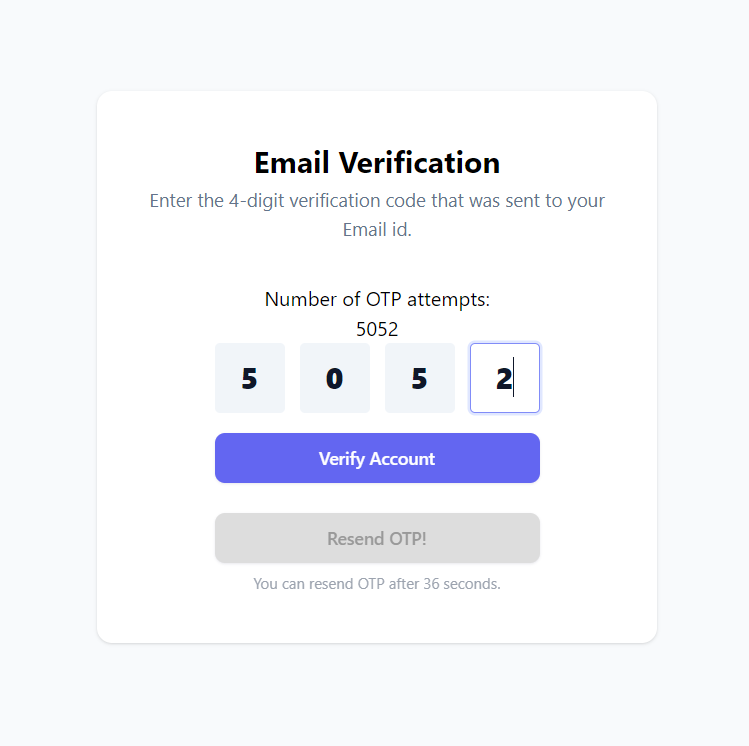 Email Verification
Enter the 4-digit verification code that was sent to your
Email id.
Number of OTP attempts:
5052
5 0 5 2
Verify Account
Resend OTP!
You can resend OTP after 36 seconds.